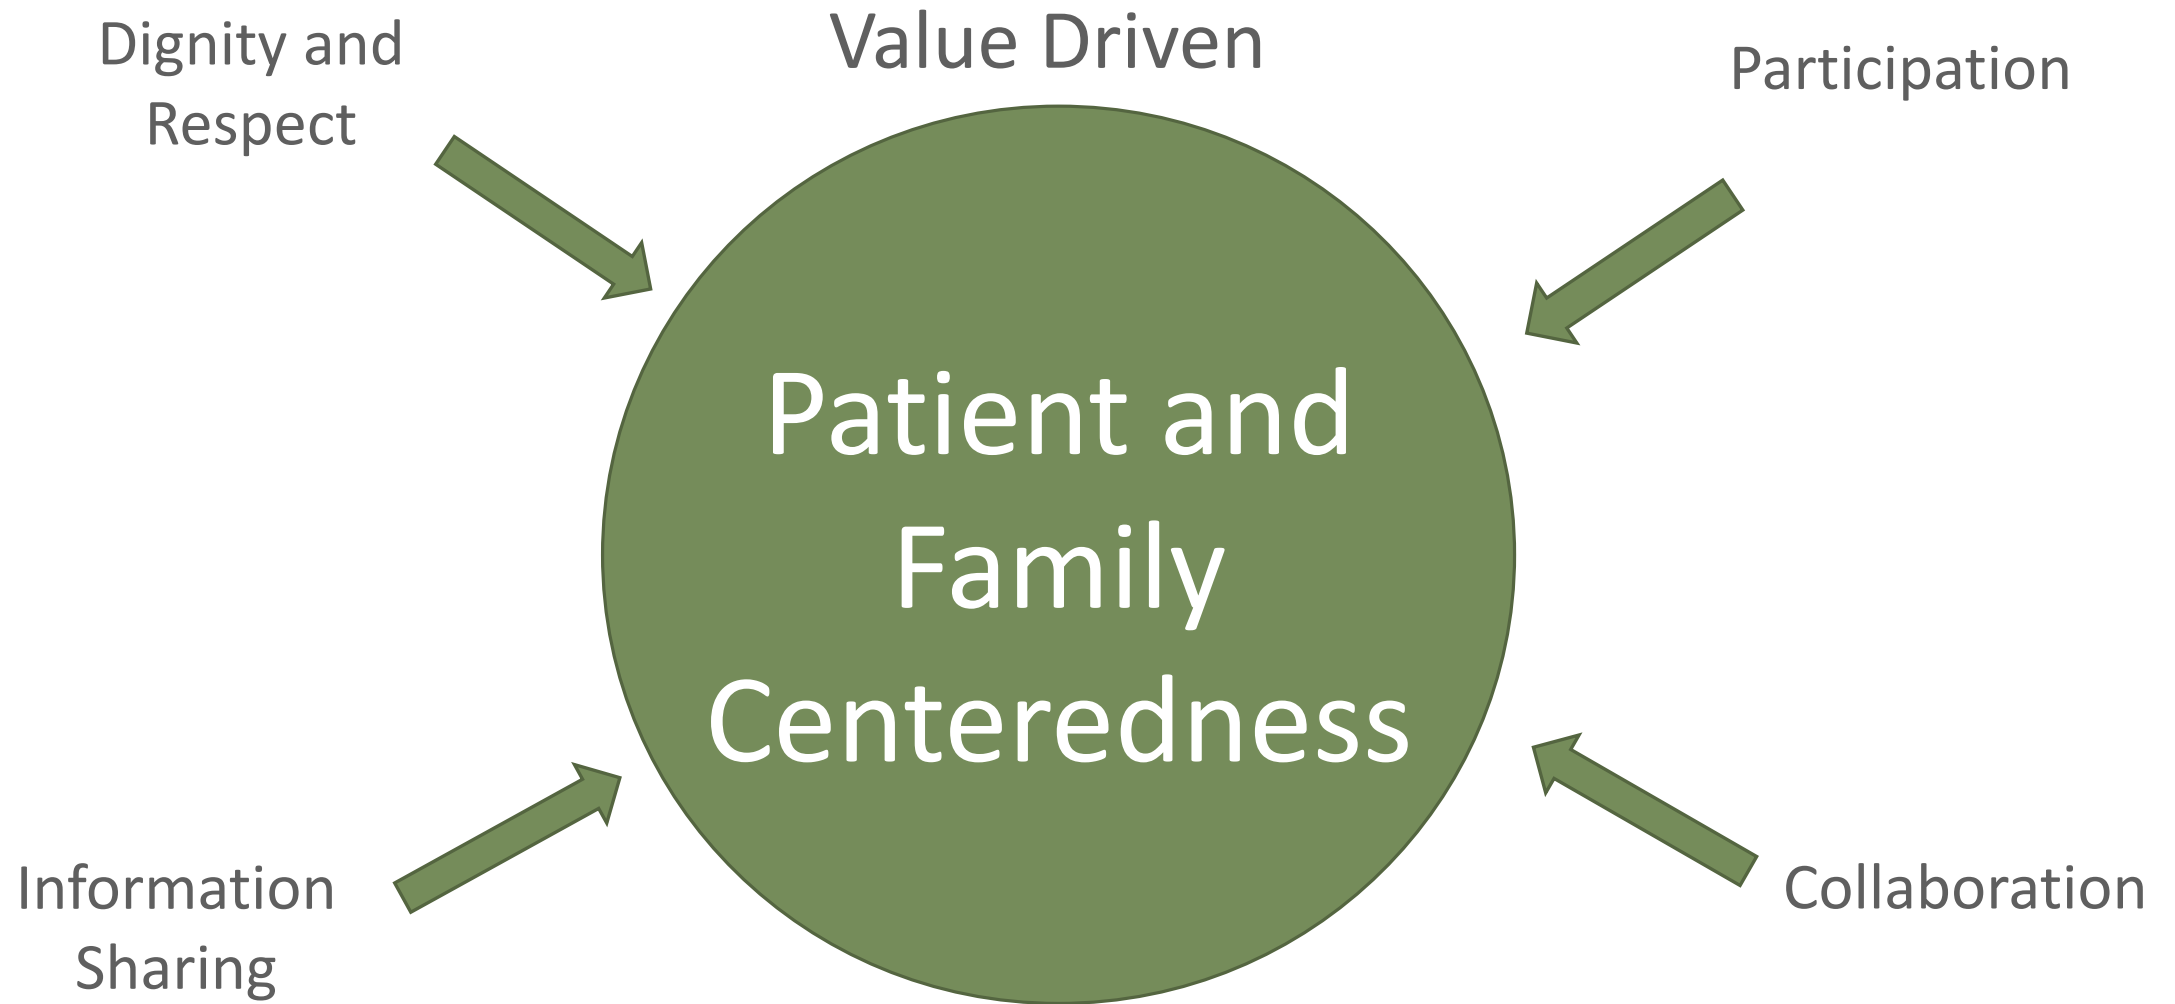 Value Driven
Dignity and
Respect
Participation
Patient and
Family
Centeredness
Information
Sharing
Collaboration